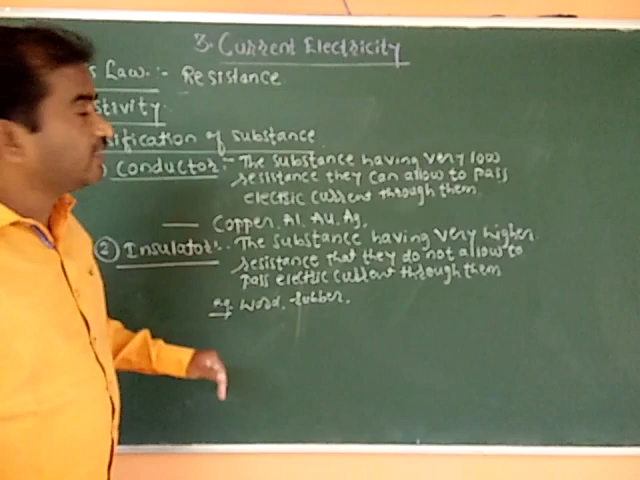 3. Current Electricity
s Law:- Resistance
stivity:
sification of substance
Conductor:- The substance having very low
resistance they can allow to pass
electric current through them
Copper, Al, Au, Ag,
② Insulator:- The substance having very higher
resistance that they do not allow to
pass electric current through them
eg wood, rubber,